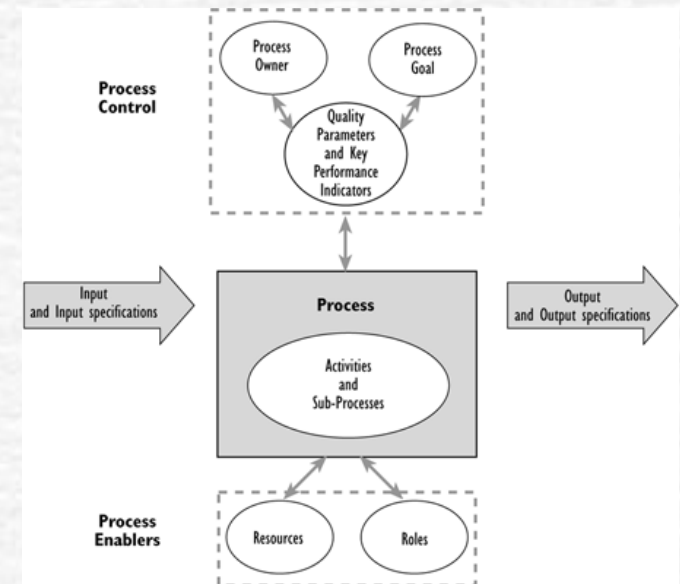 Process
Control
Process
Owner
Process
Goal
Quality
Parameters
and Key
Performance
Indicators
Input
and Input specifications
Process
Activities
and
Sub-Processes
Output
and Output specifications
Process
Enablers
Resources
Roles